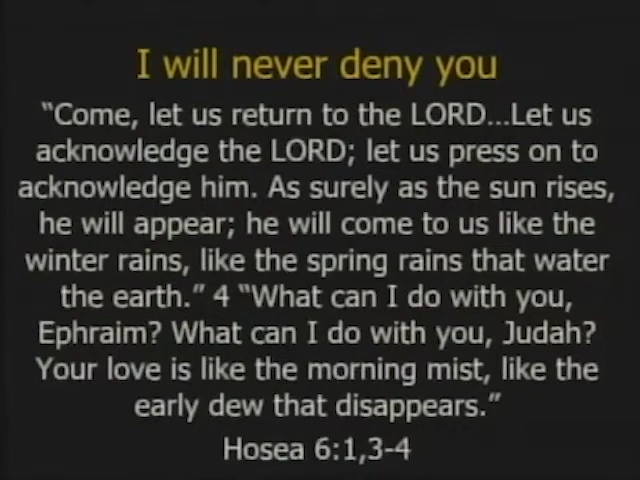 I will never deny you
“Come, let us return to the LORD...Let us
acknowledge the LORD; let us press on to
acknowledge him. As surely as the sun rises,
he will appear; he will come to us like the
winter rains, like the spring rains that water
the earth.” 4 “What can I do with you,
Ephraim? What can I do with you, Judah?
Your love is like the morning mist, like the
early dew that disappears.”
Hosea 6:1,3-4